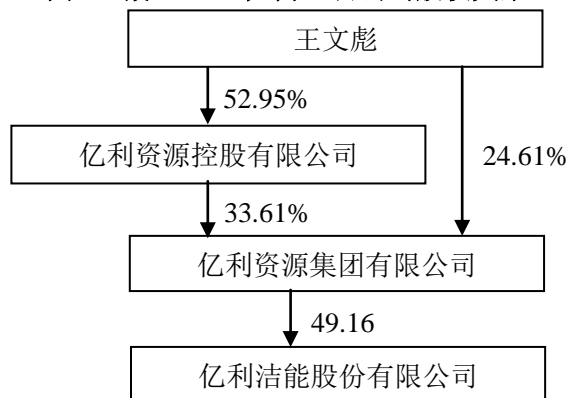 王文彪
52.95%
亿利资源控股有限公司
24.61%
33.61%
亿利资源集团有限公司
49.16
亿利洁能股份有限公司